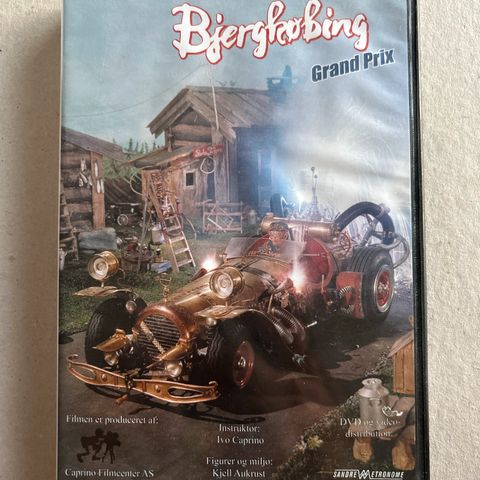 Bjergkøbing
Grand Prix
Filmen er produceret af:
Caprino Filmcenter AS
Instruktør:
Ivo Caprino
Figurer og miljø:
Kjell Aukrust
DVD og video-
distribution:
SANDREW METRONOME